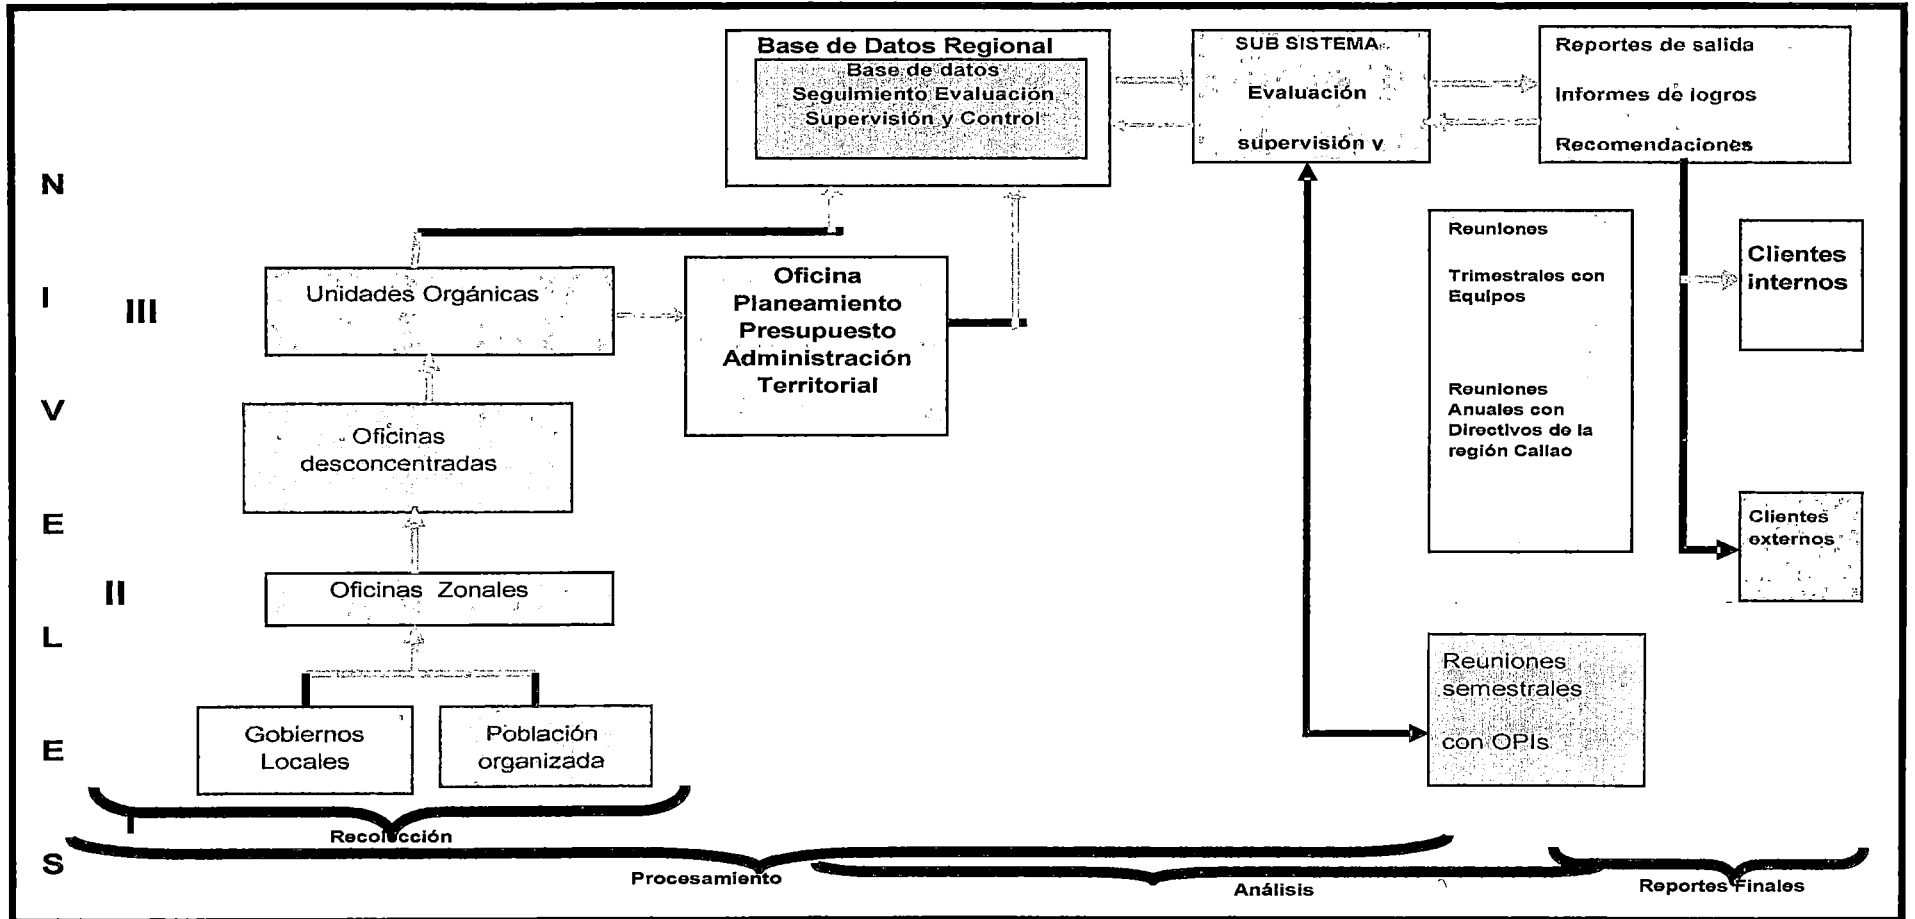 Base de Datos Regional
Base de datos
Seguimiento Evaluación
Supervisión y Control
SUB SISTEMA
Evaluación
supervisión y
Reportes de salida
Informes de logros
Recomendaciones
N
I
V
E
L
E
S
III
II
I
Unidades Orgánicas
Oficina
Planeamiento
Presupuesto
Administración
Territorial
Reuniones
Trimestrales con
Equipos
Reuniones
Anuales con
Directivos de la
región Callao
Clientes
internos
Oficinas
desconcentradas
Clientes
externos
Oficinas Zonales
Reuniones
semestrales
con OPIs
Gobiernos
Locales
Población
organizada
Recolección
Procesamiento
Análisis
Reportes Finales